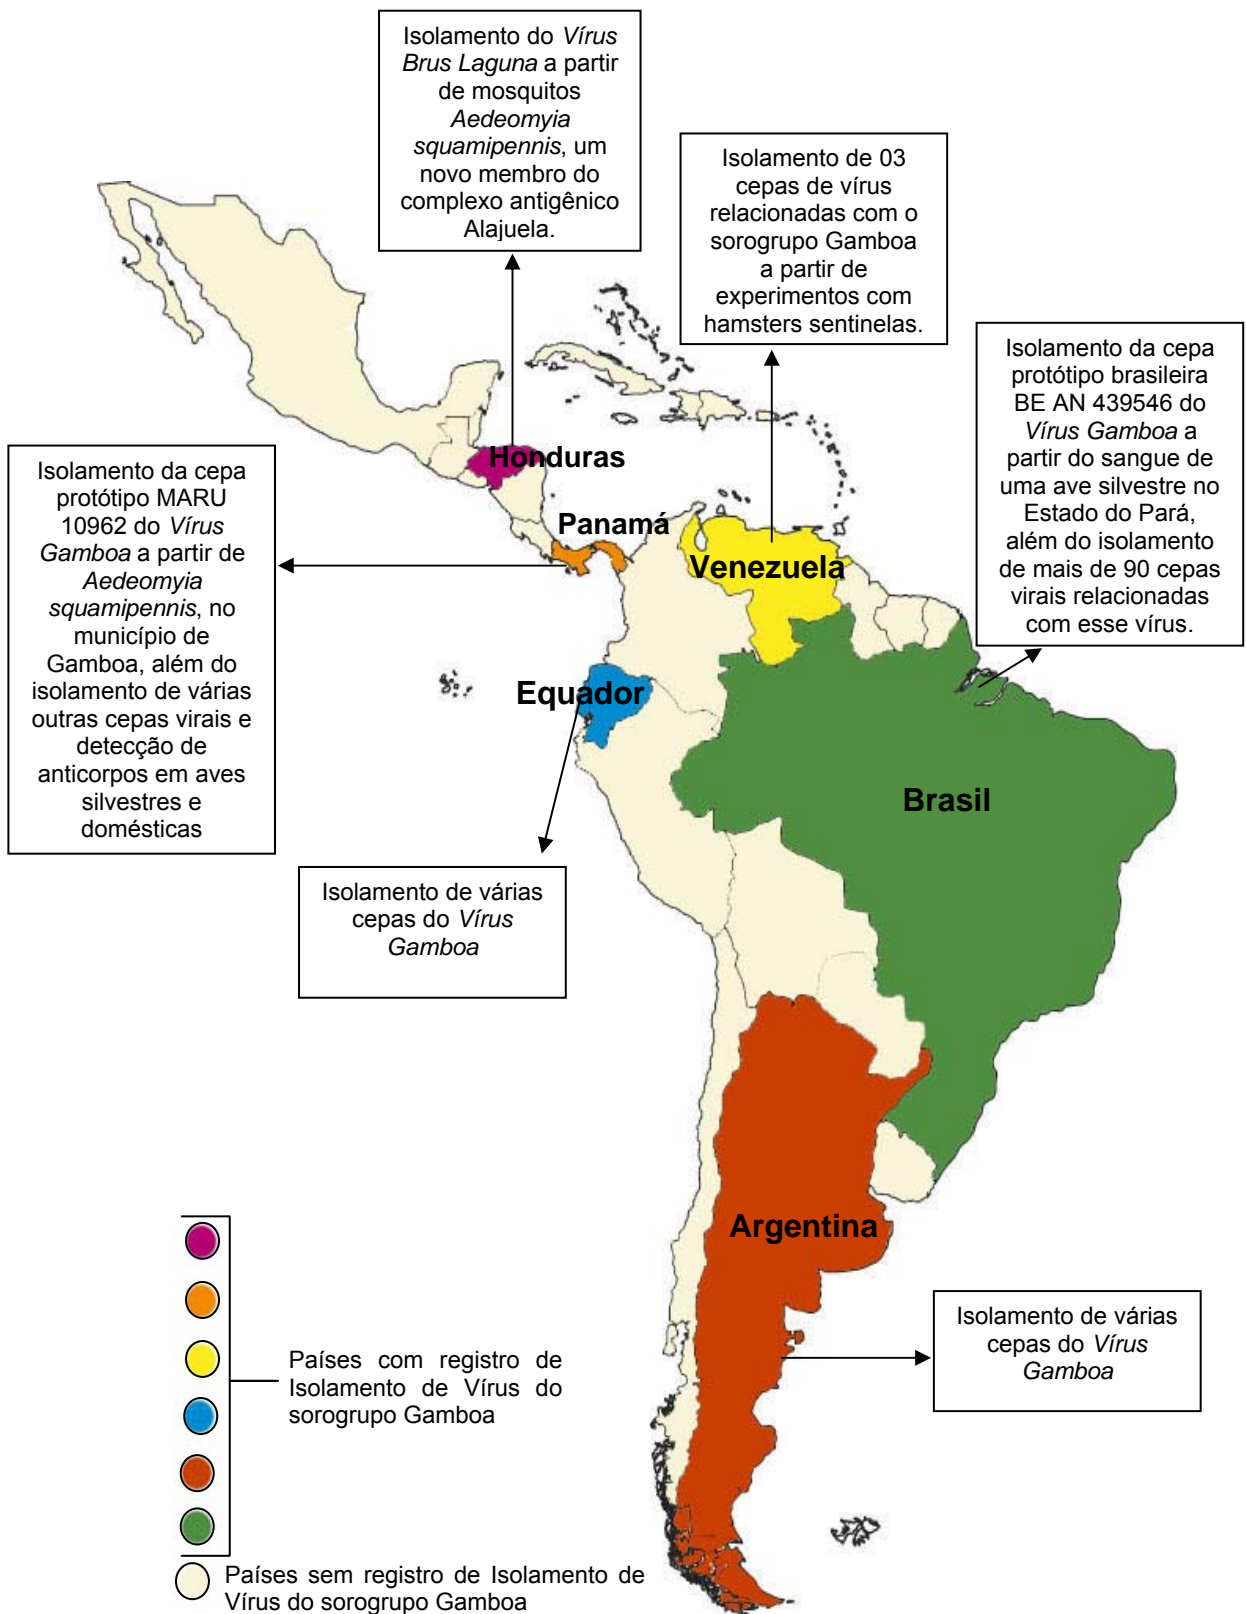 Isolamento do Vírus
Brus Laguna a partir
de mosquitos
Aedeomyia
squamipennis, um
novo membro do
complexo antigênico
Alajuela.
Isolamento de 03
cepas de vírus
relacionadas com o
sorogrupo Gamboa
a partir de
experimentos com
hamsters sentinelas.
Isolamento da cepa
protótipo brasileira
BE AN 439546 do
Vírus Gamboa a
partir do sangue de
uma ave silvestre no
Estado do Pará,
além do isolamento
de mais de 90 cepas
virais relacionadas
com esse vírus.
Isolamento da cepa
protótipo MARU
10962 do Vírus
Gamboa a partir de
Aedeomyia
squamipennis, no
município de
Gamboa, além do
isolamento de várias
outras cepas virais e
detecção de
anticorpos em aves
silvestres e
domésticas
Honduras
Panamá
Venezuela
Equador
Brasil
Isolamento de várias
cepas do Vírus
Gamboa
Argentina
Isolamento de várias
cepas do Vírus
Gamboa
Países com registro de
Isolamento de Vírus do
sorogrupo Gamboa
Países sem registro de Isolamento de
Vírus do sorogrupo Gamboa